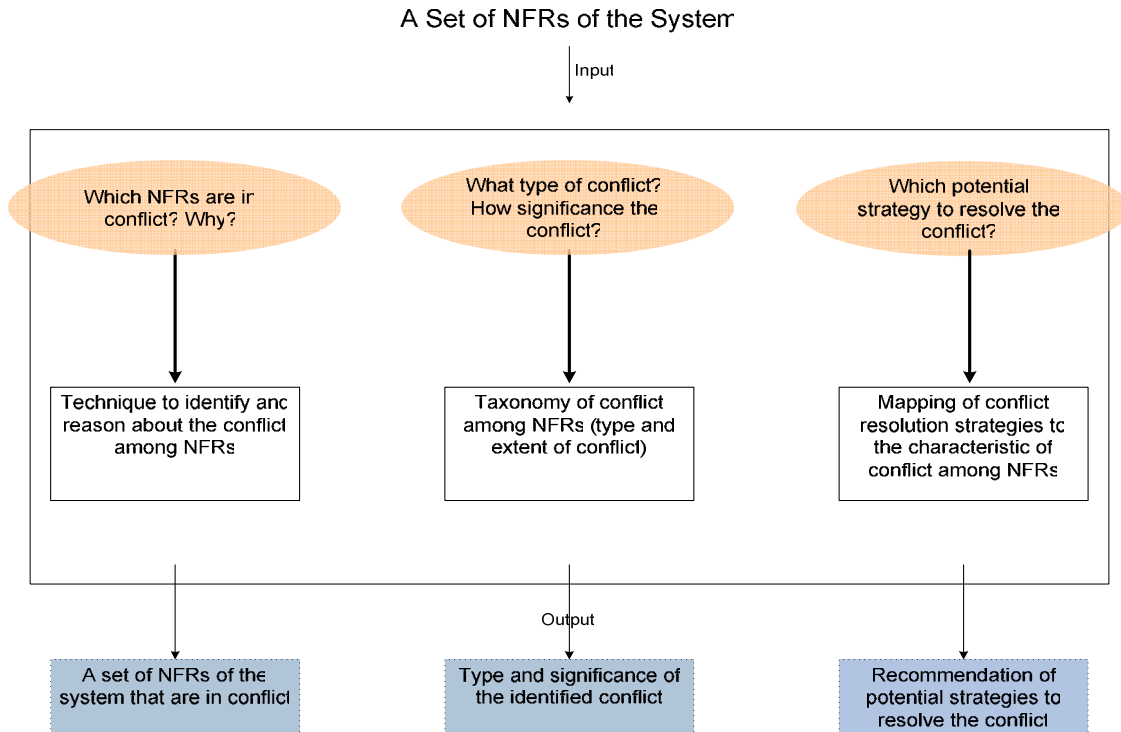 A Set of NFRs of the System
Input
Which NFRs are in
conflict? Why?
What type of conflict?
How significance the
conflict?
Which potential
strategy to resolve the
conflict?
Technique to identify and
reason about the conflict
among NFRs
Taxonomy of conflict
among NFRs (type and
extent of conflict)
Mapping of conflict
resolution strategies to
the characteristic of
conflict among NFRs
Output
A set of NFRs of the
system that are in conflict
Type and significance of
the identified conflict
Recommendation of
potential strategies to
resolve the conflict